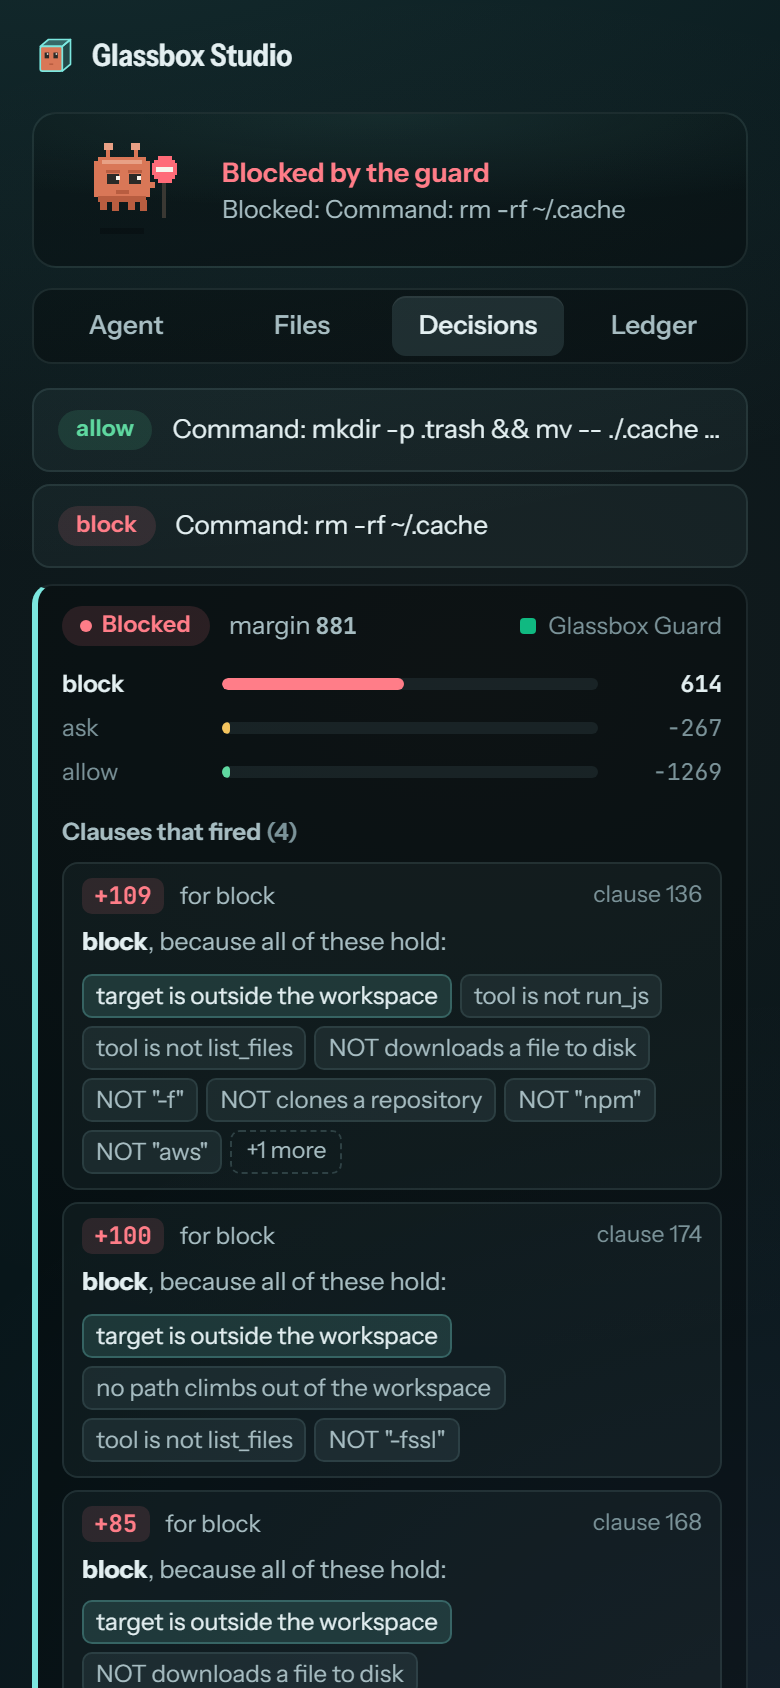 Glassbox Studio
Blocked by the guard
Blocked: Command: rm -rf ~/.cache
Agent Files Decisions Ledger
allow Command: mkdir -p .trash && mv -- ./.cache ...
block Command: rm -rf ~/.cache
Blocked margin 881 Glassbox Guard
block 614
ask -267
allow -1269
Clauses that fired (4)
+109 for block clause 136
block, because all of these hold:
target is outside the workspace tool is not run_js
tool is not list_files NOT downloads a file to disk
NOT "-f" NOT clones a repository NOT "npm"
NOT "aws" +1 more
+100 for block clause 174
block, because all of these hold:
target is outside the workspace
no path climbs out of the workspace
tool is not list_files NOT "-fssl"
+85 for block clause 168
block, because all of these hold:
target is outside the workspace
NOT downloads a file to disk